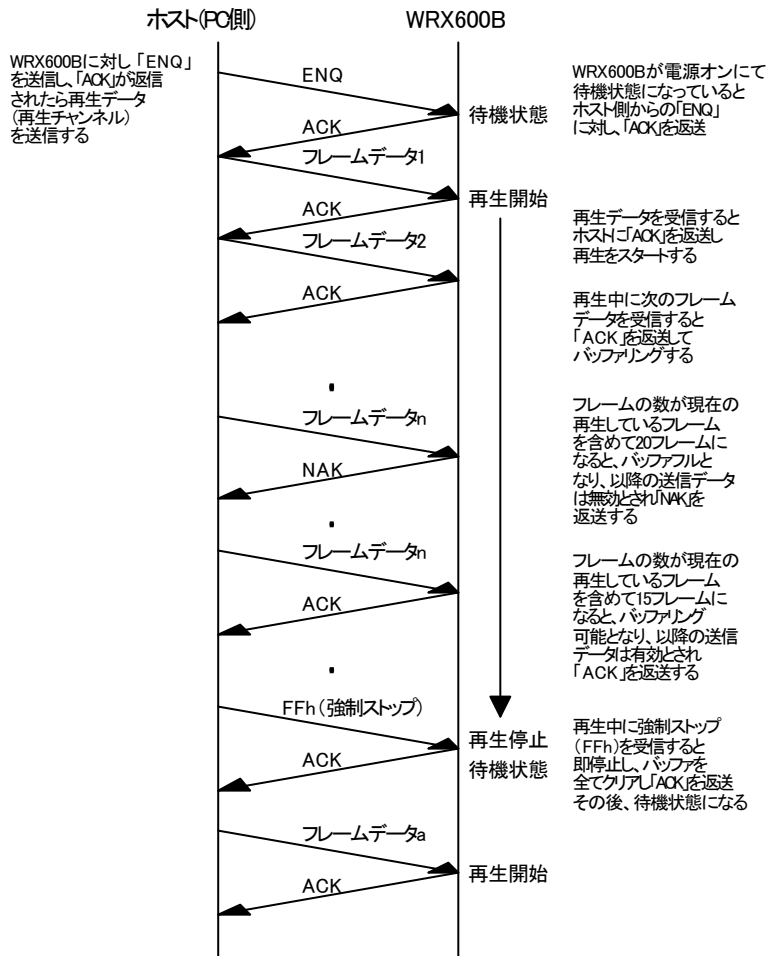 ホスト(PC側)
WRX600B
WRX600Bに対し「ENQ」
を送信し、「ACK」が返信
されたら再生データ
(再生チャンネル)
を送信する
ENQ
待機状態
WRX600Bが電源オンにて
待機状態になっていると
ホスト側からの「ENQ」
に対し、「ACK」を返送
ACK
フレームデータ1
再生開始
ACK
フレームデータ2
再生データを受信すると
ホストに「ACK」を返送し
再生をスタートする
ACK
再生中に次のフレーム
データを受信すると
「ACK」を返送して
バッファリングする
フレームデータn
NAK
フレームの数が現在の
再生しているフレーム
を含めて20フレームに
なると、バッファフルと
なり、以降の送信データ
は無効とされ「NAK」を
返送する
フレームデータn
ACK
フレームの数が現在の
再生しているフレーム
を含めて15フレームに
なると、バッファリング
可能となり、以降の送信
データは有効とされ
「ACK」を返送する
FFh(強制ストップ)
再生停止
待機状態
ACK
再生中に強制ストップ
(FFh)を受信すると
即停止し、バッファを
全てクリアし「ACK」を返送
その後、待機状態になる
フレームデータa
再生開始
ACK